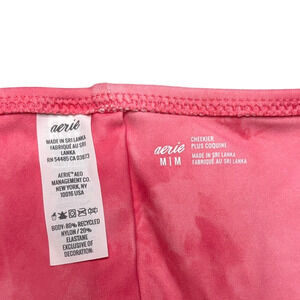 aerie
MADE IN SRI LANKA
FABRIQUÉ AU SRI
LANKA
RN 54485 CA 03673
AERIE™ AEO
MANAGEMENT CO.
NEW YORK, NY
10016 USA
BODY: 80% RECYCLED
NYLON / 20%
ELASTANE
EXCLUSIVE OF
DECORATION.
aerie
M|M
CHEEKIER
PLUS COQUINE
MADE IN SRI LANKA
FABRIQUÉ AU SRI
LANKA